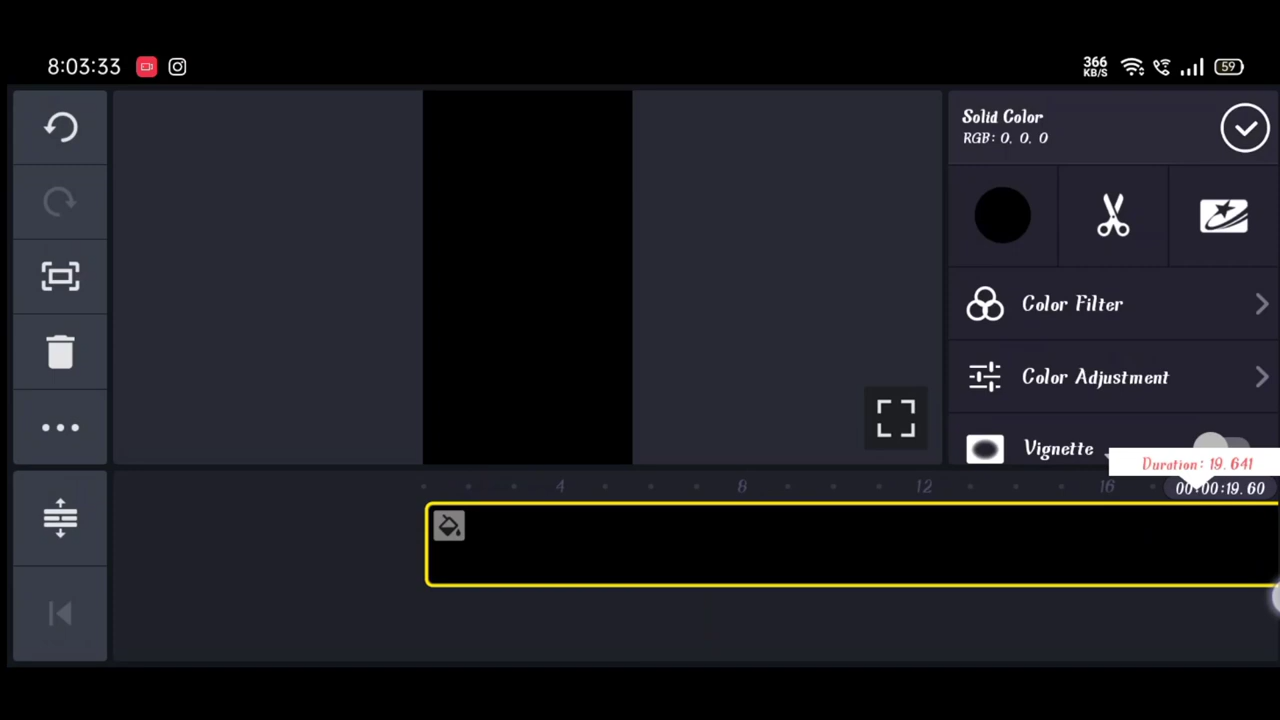 8:03:33
366
KB/S
59
Solid Color
RGB: 0, 0, 0
Color Filter
Color Adjustment
Vignette
Duration: 19.641
4
8
12
16
00:00:19.60